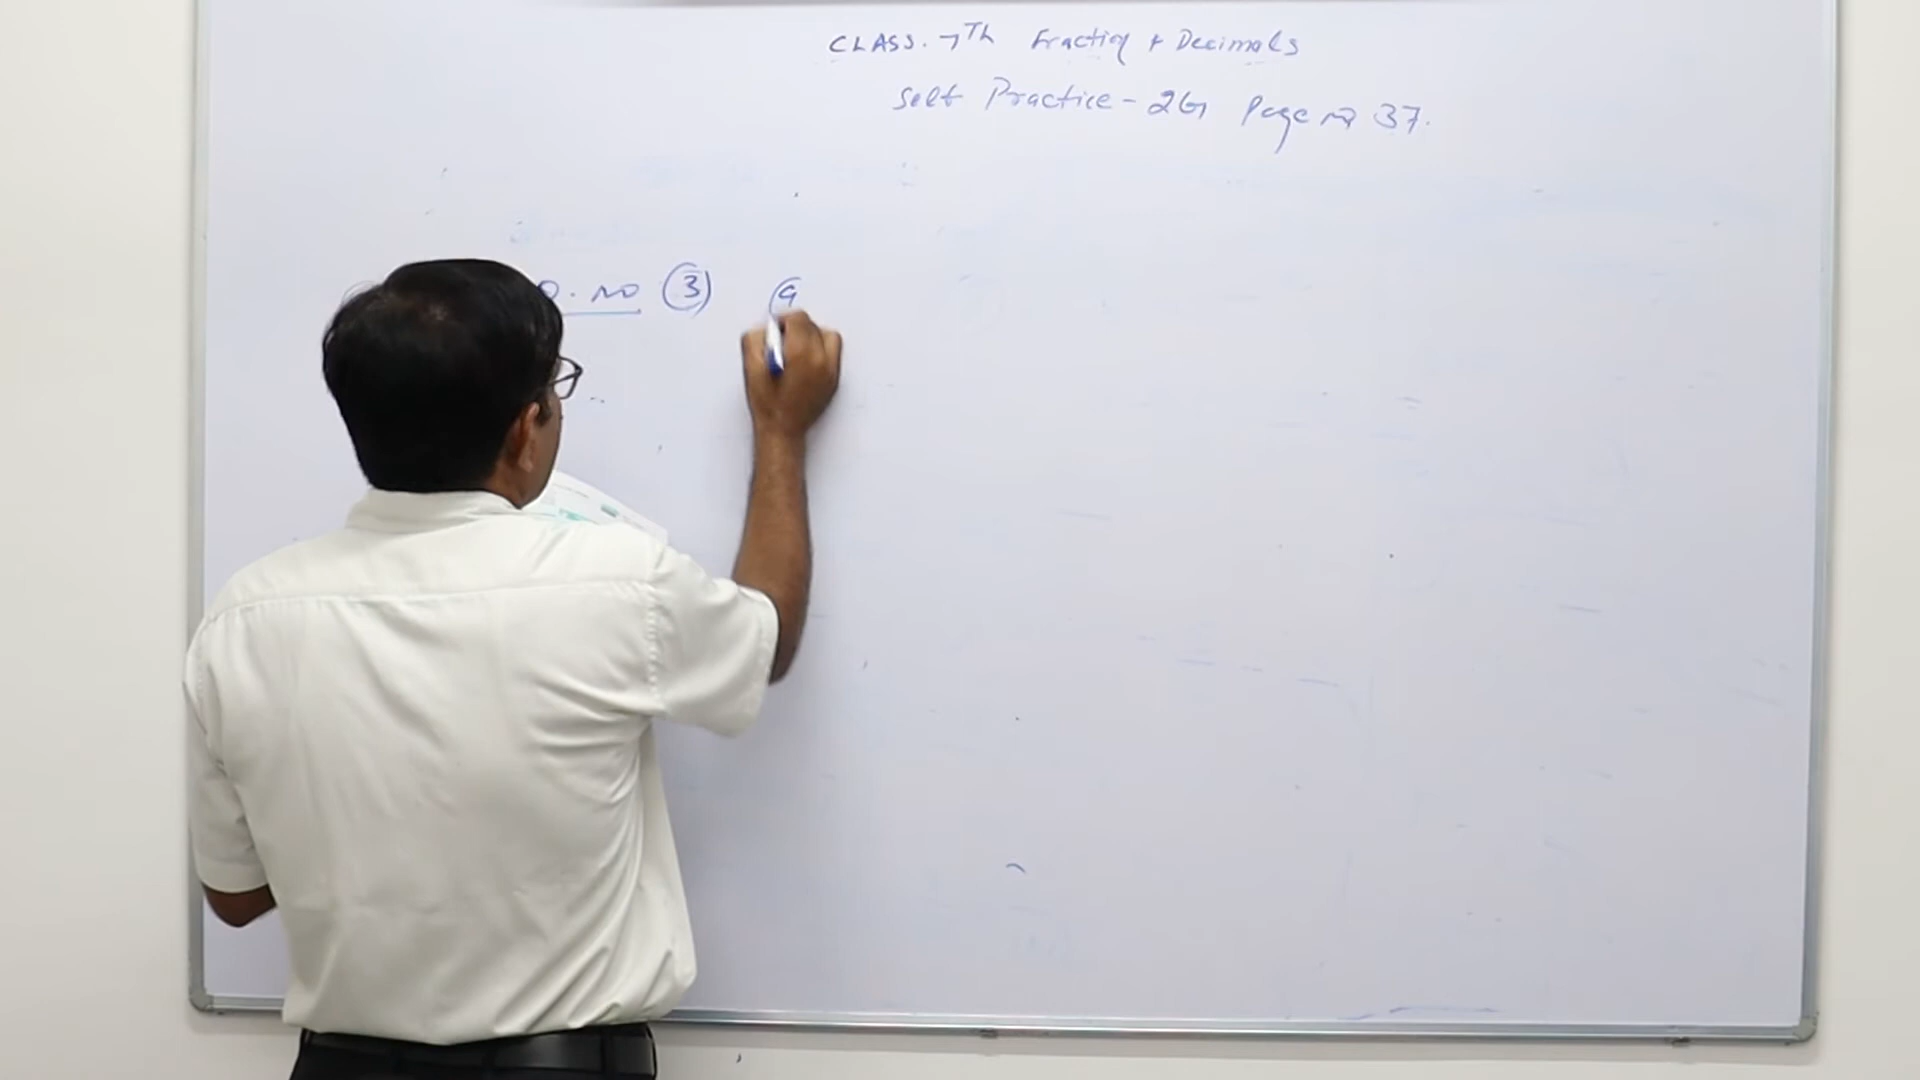 CLASS. 7Th Fraction & Decimals
Self Practice - 2G Page no 37.
Q. no (3) (a